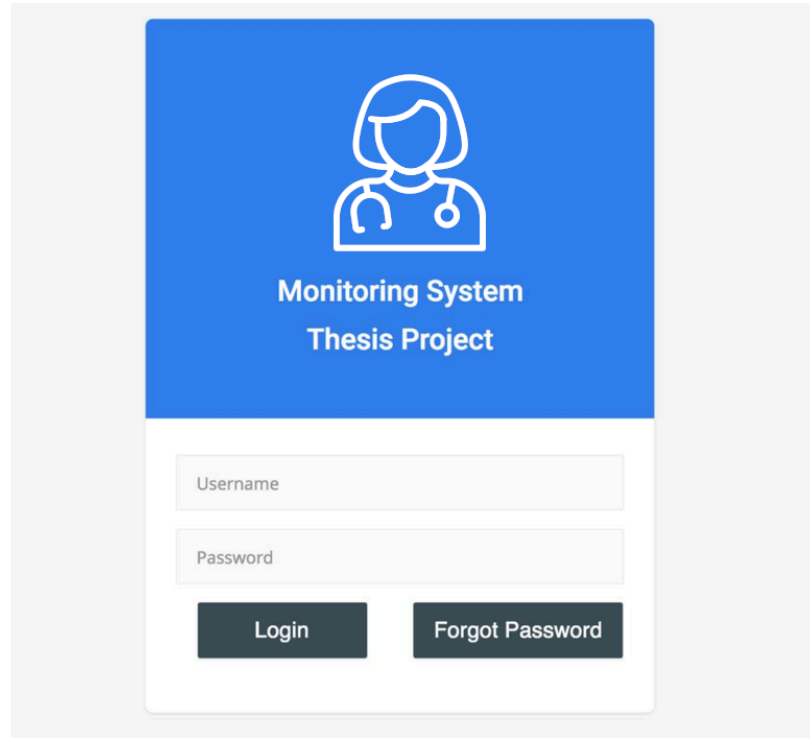 Monitoring System
Thesis Project
Username
Password
Login
Forgot Password